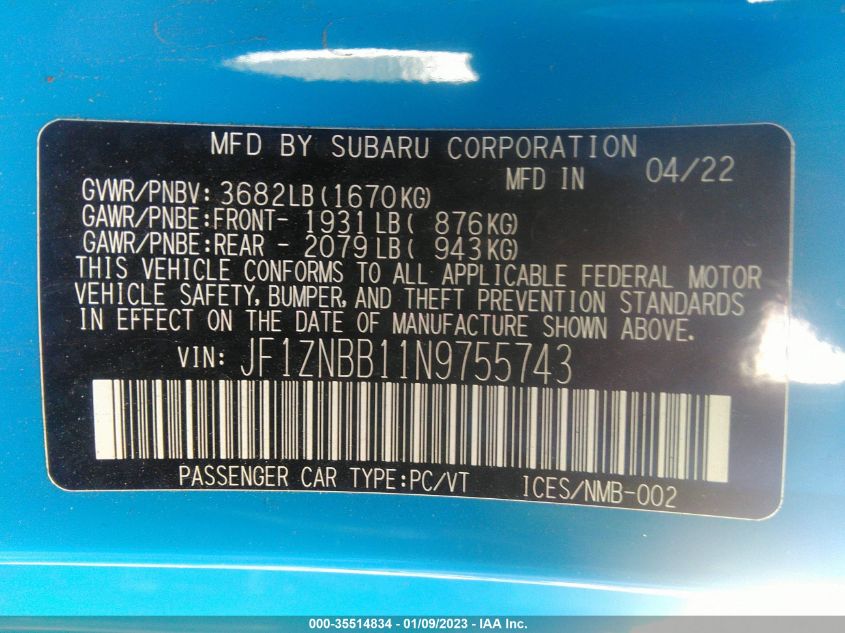 MFD BY SUBARU CORPORATION
MFD IN 04/22
GVWR/PNBV: 3682LB(1670KG)
GAWR/PNBE:FRONT- 1931LB( 876KG)
GAWR/PNBE:REAR - 2079LB( 943KG)
THIS VEHICLE CONFORMS TO ALL APPLICABLE FEDERAL MOTOR
VEHICLE SAFETY, BUMPER, AND THEFT PREVENTION STANDARDS
IN EFFECT ON THE DATE OF MANUFACTURE SHOWN ABOVE.
VIN: JF1ZNBB11N9755743
PASSENGER CAR TYPE:PC/VT ICES/NMB-002
000-35514834 - 01/09/2023 - IAA Inc.